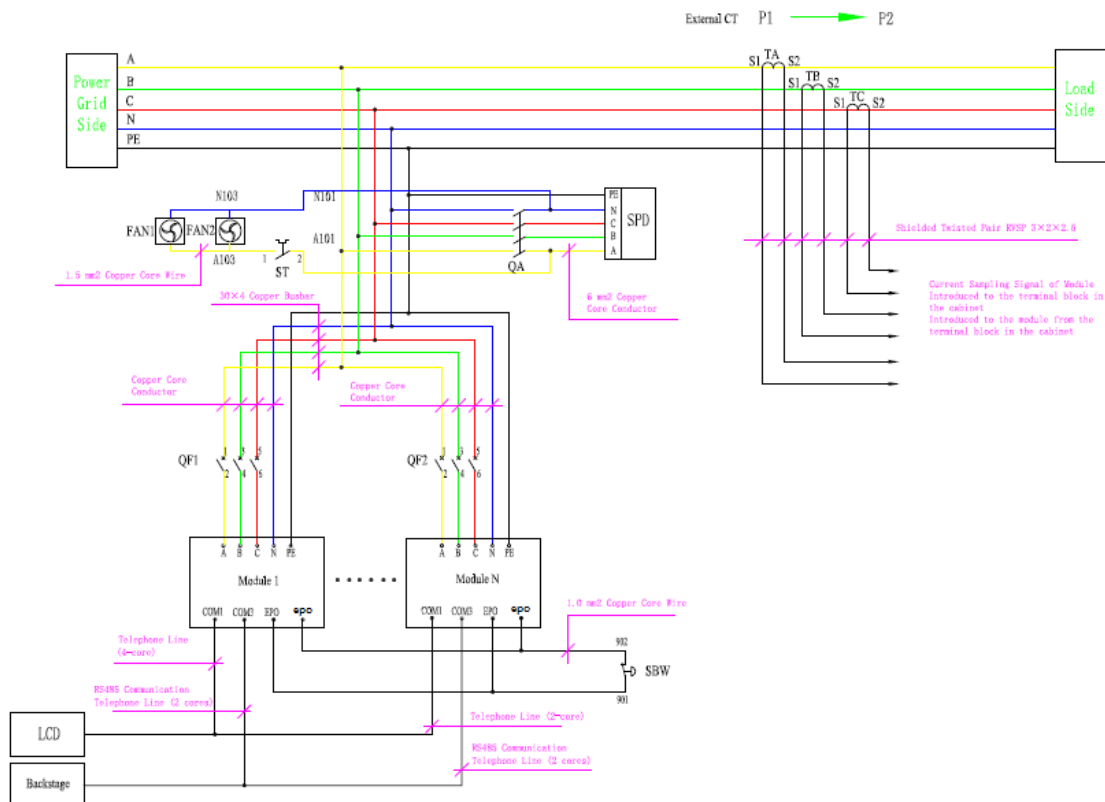 External CT P1 P2
A
B
C
N
PE
Power
Grid
Side
Load
Side
S1 TA S2
S1 TB S2
S1 TC S2
N103
N101
FAN1
FAN2
A103
A101
1 2
ST
QA
PE
N
C
B
A
SPD
Shielded Twisted Pair RVSP 3×2×2.5
1.5 mm2 Copper Core Wire
30×4 Copper Busbar
6 mm2 Copper
Core Conductor
Current Sampling Signal of Module
Introduced to the terminal block in
the cabinet
Introduced to the module from the
terminal block in the cabinet
Copper Core
Conductor
Copper Core
Conductor
QF1
1 3 5
2 4 6
QF2
1 3 5
2 4 6
A B C N PE
Module 1
COM1 COM3 EPO epo
A B C N PE
Module N
COM1 COM3 EPO epo
1.0 mm2 Copper Core Wire
Telephone Line
(4-core)
902
SBW
901
RS485 Communication
Telephone Line (2 cores)
Telephone Line (2-core)
LCD
RS485 Communication
Telephone Line (2 cores)
Backstage